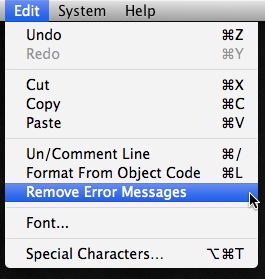 Edit System Help
Undo ⌘Z
Redo ⌘Y
Cut ⌘X
Copy ⌘C
Paste ⌘V
Un/Comment Line ⌘/
Format From Object Code ⌘L
Remove Error Messages
Font...
Special Characters... ⌥⌘T